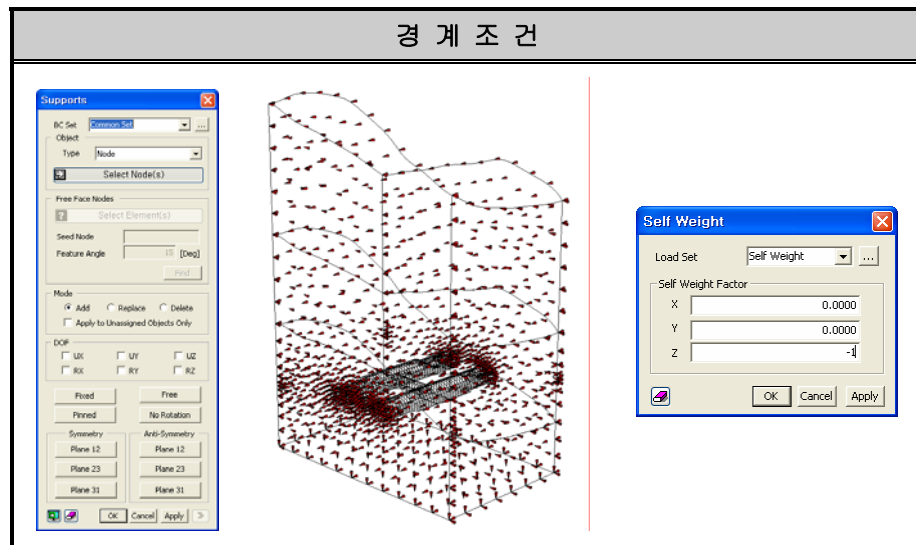 경 계 조 건
Supports
BC Set Common Set ...
Object
Type Node
Select Node(s)
Free Face Nodes
? Select Element(s)
Seed Node
Feature Angle 15 [Deg]
Find
Mode
Add Replace Delete
Apply to Unassigned Objects Only
DOF
UX UY UZ
RX RY RZ
Fixed Free
Pinned No Rotation
Symmetry Anti-Symmetry
Plane 12 Plane 12
Plane 23 Plane 23
Plane 31 Plane 31
OK Cancel Apply >
Self Weight
Load Set Self Weight ...
Self Weight Factor
X 0.0000
Y 0.0000
Z -1
OK Cancel Apply